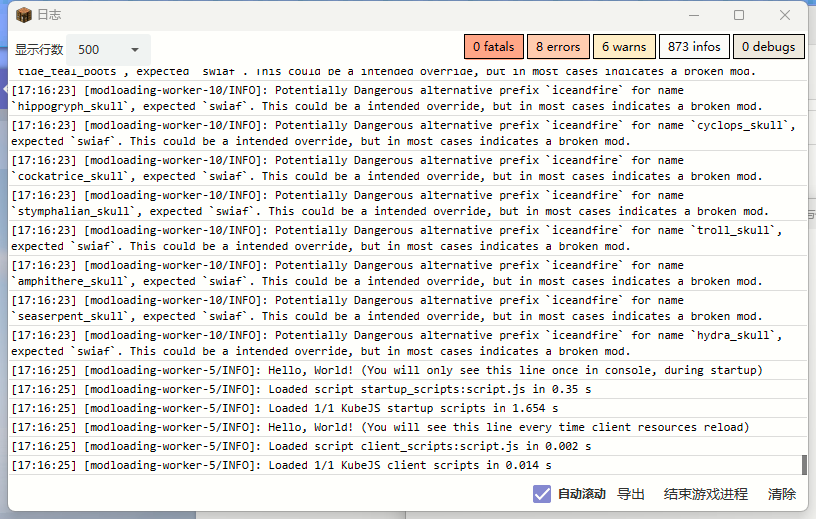 日志
显示行数 500
0 fatals 8 errors 6 warns 873 infos 0 debugs
`tide_teal_boots`, expected `swiaf`. This could be a intended override, but in most cases indicates a broken mod.
[17:16:23] [modloading-worker-10/INFO]: Potentially Dangerous alternative prefix `iceandfire` for name
`hippogryph_skull`, expected `swiaf`. This could be a intended override, but in most cases indicates a broken mod.
[17:16:23] [modloading-worker-10/INFO]: Potentially Dangerous alternative prefix `iceandfire` for name `cyclops_skull`,
expected `swiaf`. This could be a intended override, but in most cases indicates a broken mod.
[17:16:23] [modloading-worker-10/INFO]: Potentially Dangerous alternative prefix `iceandfire` for name
`cockatrice_skull`, expected `swiaf`. This could be a intended override, but in most cases indicates a broken mod.
[17:16:23] [modloading-worker-10/INFO]: Potentially Dangerous alternative prefix `iceandfire` for name
`stymphalian_skull`, expected `swiaf`. This could be a intended override, but in most cases indicates a broken mod.
[17:16:23] [modloading-worker-10/INFO]: Potentially Dangerous alternative prefix `iceandfire` for name `troll_skull`,
expected `swiaf`. This could be a intended override, but in most cases indicates a broken mod.
[17:16:23] [modloading-worker-10/INFO]: Potentially Dangerous alternative prefix `iceandfire` for name
`amphithere_skull`, expected `swiaf`. This could be a intended override, but in most cases indicates a broken mod.
[17:16:23] [modloading-worker-10/INFO]: Potentially Dangerous alternative prefix `iceandfire` for name
`seaserpent_skull`, expected `swiaf`. This could be a intended override, but in most cases indicates a broken mod.
[17:16:23] [modloading-worker-10/INFO]: Potentially Dangerous alternative prefix `iceandfire` for name `hydra_skull`,
expected `swiaf`. This could be a intended override, but in most cases indicates a broken mod.
[17:16:25] [modloading-worker-5/INFO]: Hello, World! (You will only see this line once in console, during startup)
[17:16:25] [modloading-worker-5/INFO]: Loaded script startup_scripts:script.js in 0.35 s
[17:16:25] [modloading-worker-5/INFO]: Loaded 1/1 KubeJS startup scripts in 1.654 s
[17:16:25] [modloading-worker-5/INFO]: Hello, World! (You will see this line every time client resources reload)
[17:16:25] [modloading-worker-5/INFO]: Loaded script client_scripts:script.js in 0.002 s
[17:16:25] [modloading-worker-5/INFO]: Loaded 1/1 KubeJS client scripts in 0.014 s
自动滚动 导出 结束游戏进程 清除